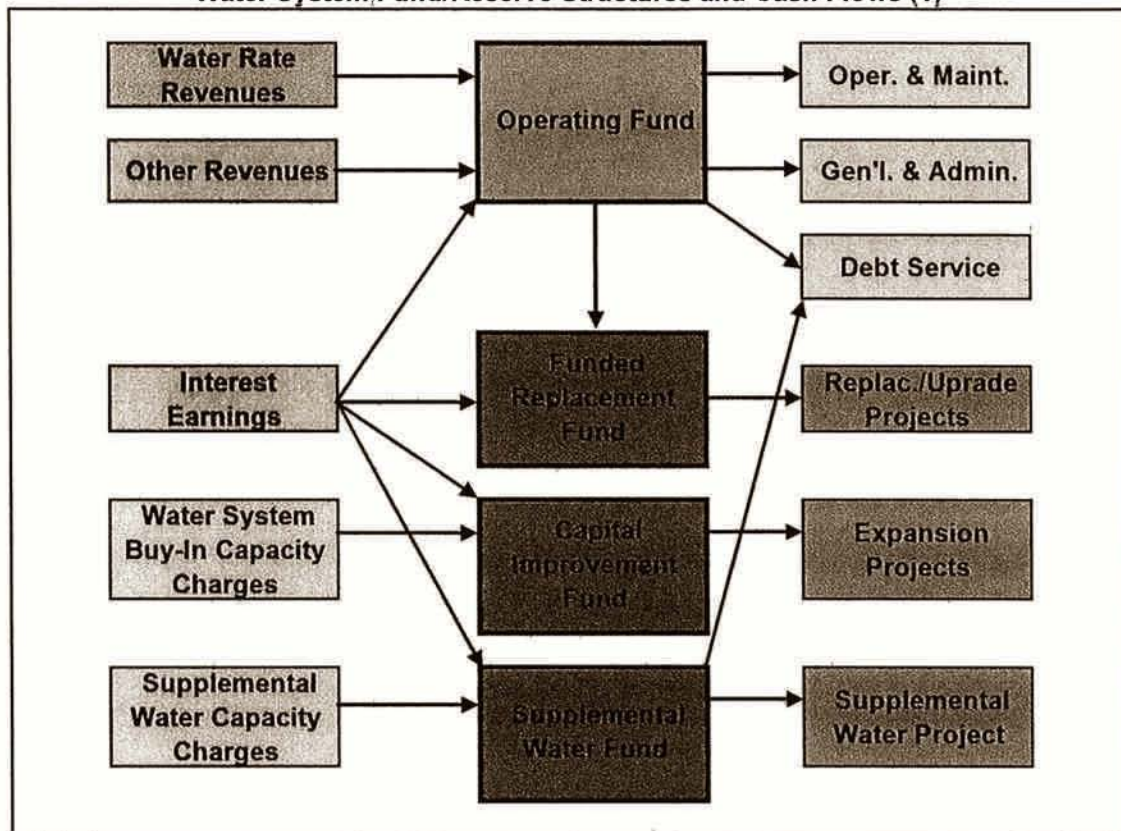 Water System Fund/Reserve Structures and Cash Flows (1)
Water Rate
Revenues
Operating Fund
Oper. & Maint.
Other Revenues
Gen'l. & Admin.
Debt Service
Interest
Earnings
Funded
Replacement
Fund
Replac./Uprade
Projects
Water System
Buy-In Capacity
Charges
Capital
Improvement
Fund
Expansion
Projects
Supplemental
Water Capacity
Charges
Supplemental
Water Fund
Supplemental
Water Project